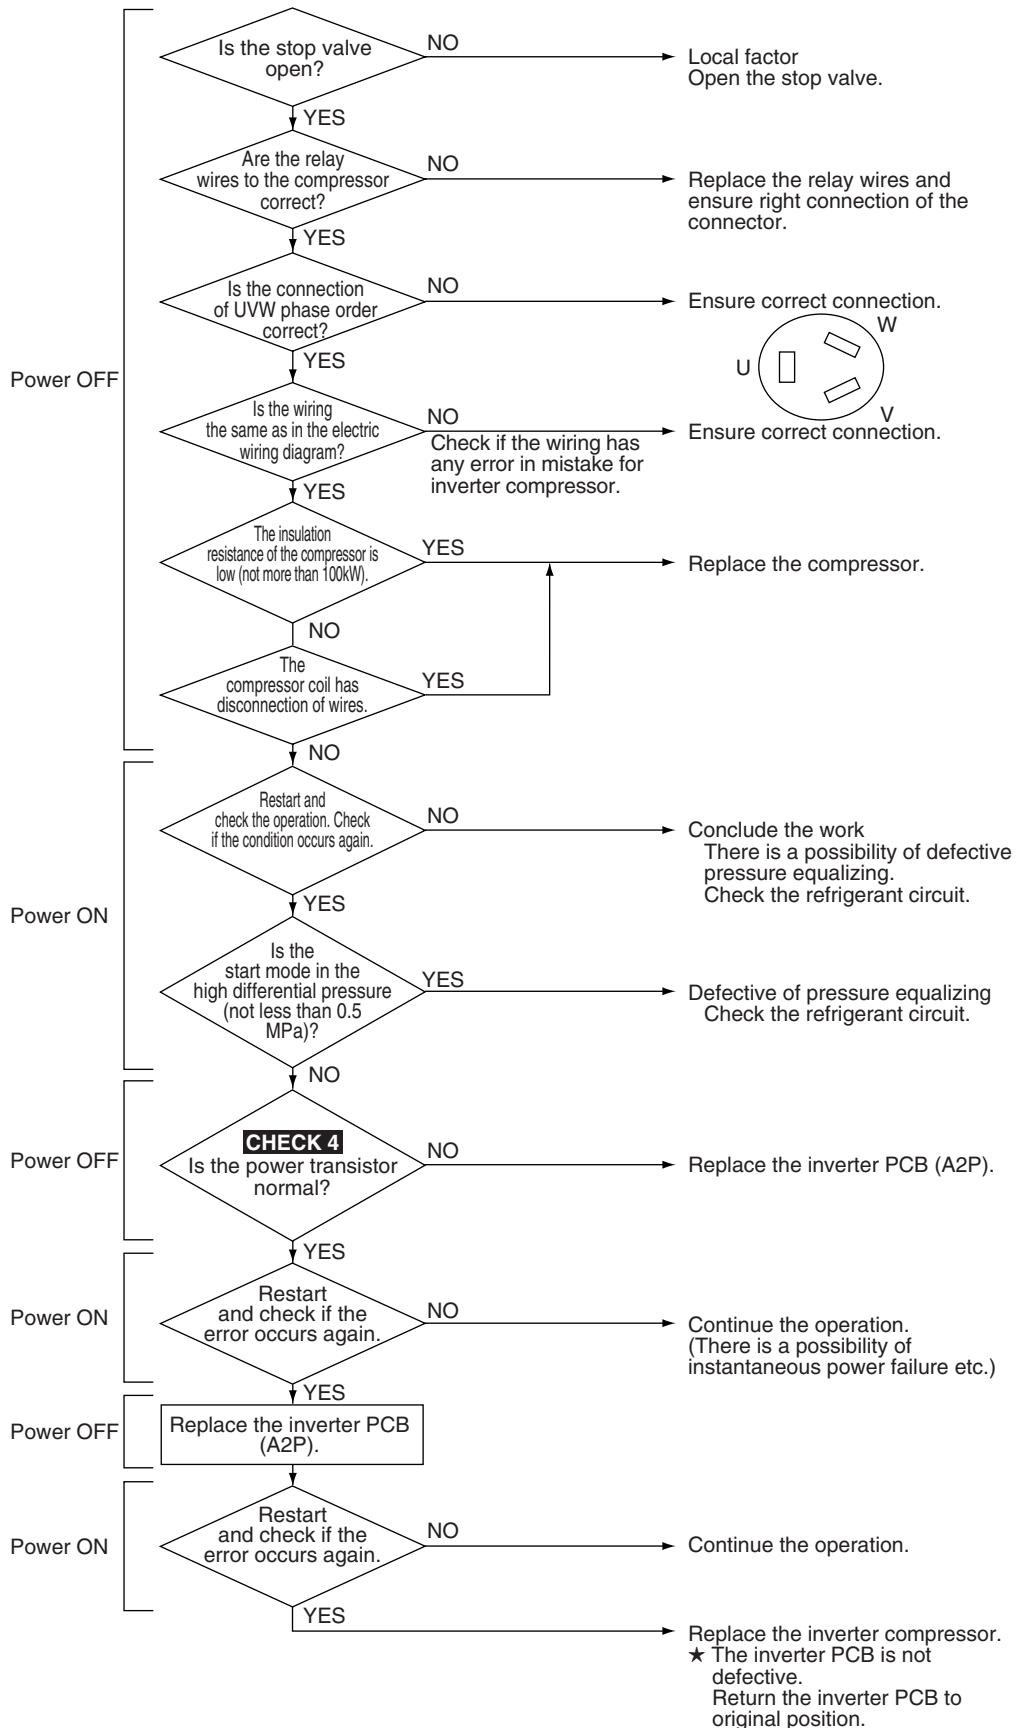 Is the stop valve
open?
NO
Local factor
Open the stop valve.
YES
Are the relay
wires to the compressor
correct?
NO
Replace the relay wires and
ensure right connection of the
connector.
YES
Is the connection
of UVW phase order
correct?
NO
Ensure correct connection.
W
U
V
YES
Power OFF
Is the wiring
the same as in the electric
wiring diagram?
NO
Check if the wiring has
any error in mistake for
inverter compressor.
Ensure correct connection.
YES
The insulation
resistance of the compressor is
low (not more than 100kW).
YES
Replace the compressor.
NO
The
compressor coil has
disconnection of wires.
YES
NO
Restart and
check the operation. Check
if the condition occurs again.
NO
Conclude the work
There is a possibility of defective
pressure equalizing.
Check the refrigerant circuit.
Power ON
YES
Is the
start mode in the
high differential pressure
(not less than 0.5
MPa)?
YES
Defective of pressure equalizing
Check the refrigerant circuit.
NO
Power OFF
CHECK 4
Is the power transistor
normal?
NO
Replace the inverter PCB (A2P).
YES
Power ON
Restart
and check if the
error occurs again.
NO
Continue the operation.
(There is a possibility of
instantaneous power failure etc.)
YES
Power OFF
Replace the inverter PCB
(A2P).
Power ON
Restart
and check if the
error occurs again.
NO
Continue the operation.
YES
Replace the inverter compressor.
★ The inverter PCB is not
defective.
Return the inverter PCB to
original position.